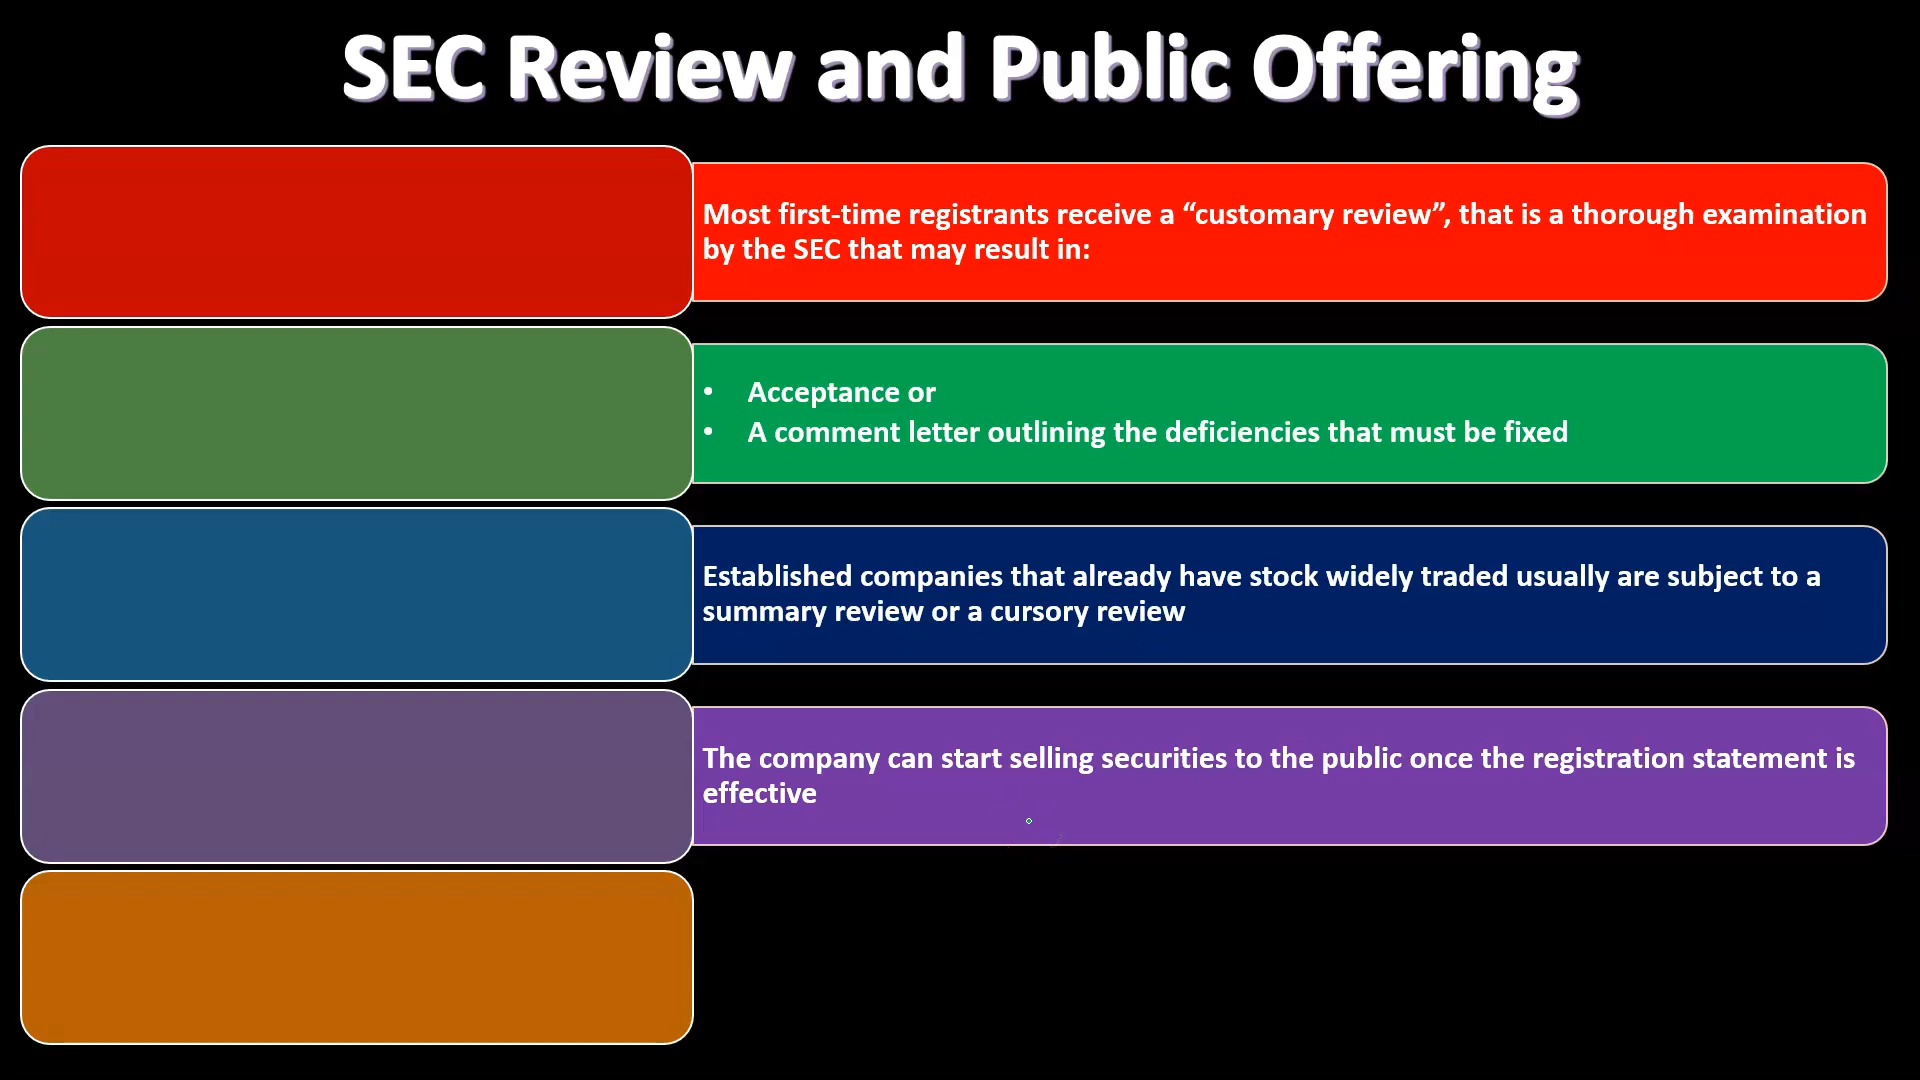 SEC Review and Public Offering
Most first-time registrants receive a “customary review”, that is a thorough examination
by the SEC that may result in:
• Acceptance or
• A comment letter outlining the deficiencies that must be fixed
Established companies that already have stock widely traded usually are subject to a
summary review or a cursory review
The company can start selling securities to the public once the registration statement is
effective